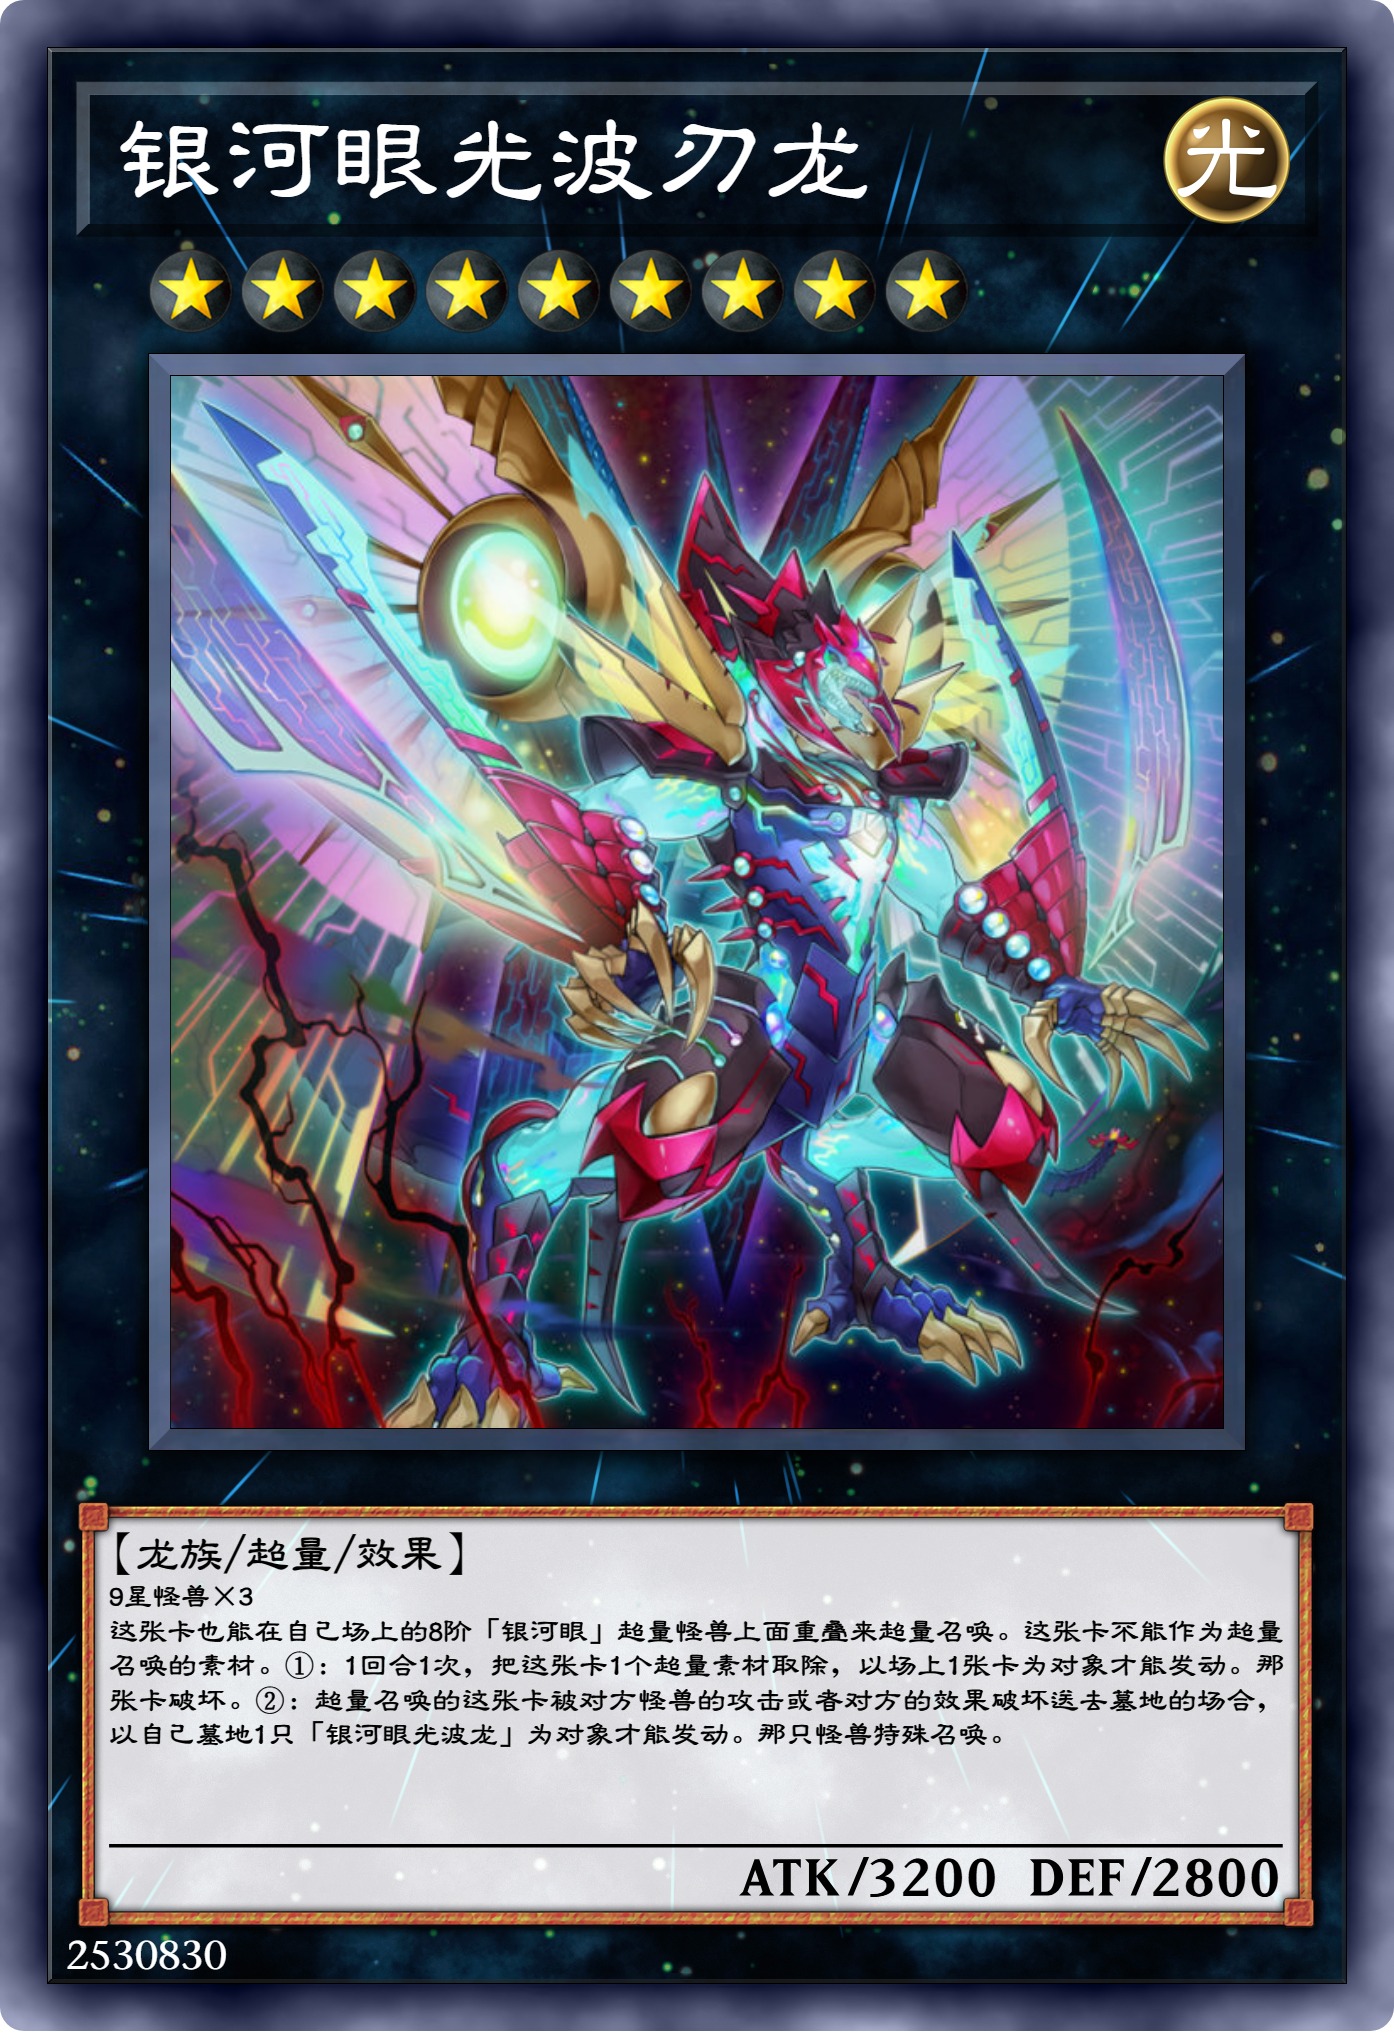 银河眼光波刃龙
光
【龙族/超量/效果】
9星怪兽×3
这张卡也能在自己场上的8阶「银河眼」超量怪兽上面重叠来超量召唤。这张卡不能作为超量
召唤的素材。①：1回合1次，把这张卡1个超量素材取除，以场上1张卡为对象才能发动。那
张卡破坏。②：超量召唤的这张卡被对方怪兽的攻击或者对方的效果破坏送去墓地的场合，
以自己墓地1只「银河眼光波龙」为对象才能发动。那只怪兽特殊召唤。
ATK/3200 DEF/2800
2530830